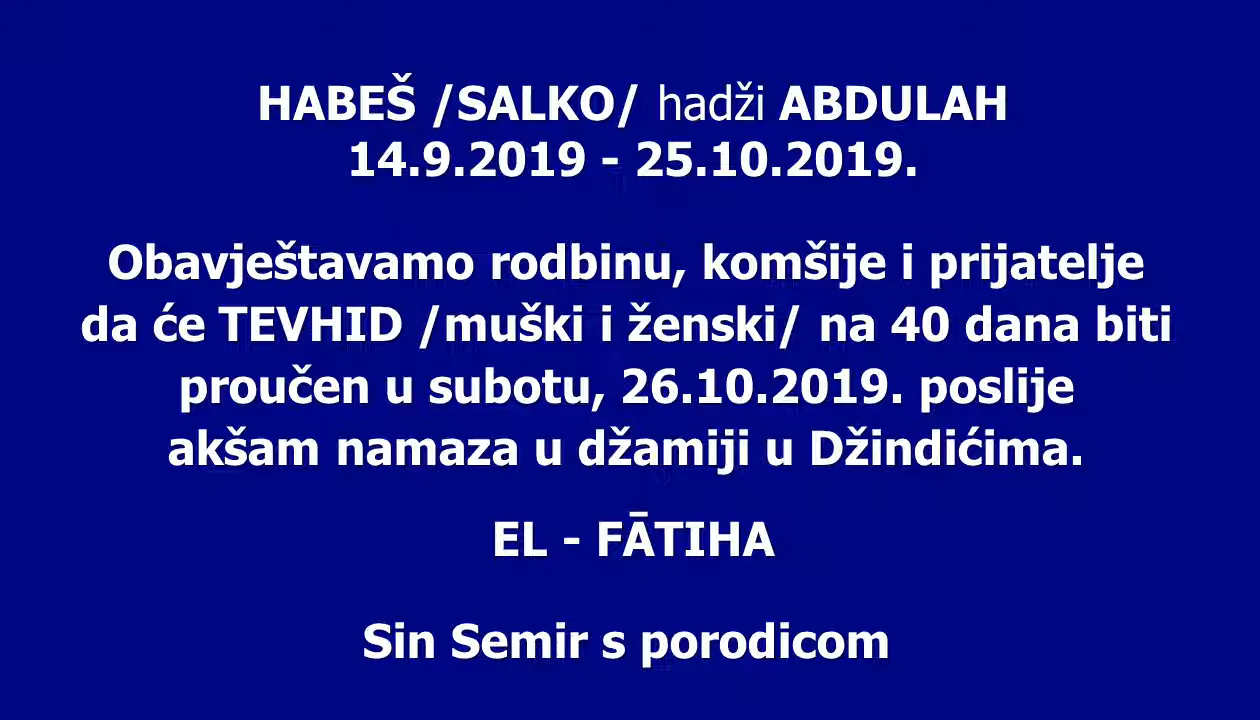 HABEŠ /SALKO/ hadži ABDULAH
14.9.2019 - 25.10.2019.
Obavještavamo rodbinu, komšije i prijatelje
da će TEVHID /muški i ženski/ na 40 dana biti
proučen u subotu, 26.10.2019. poslije
akšam namaza u džamiji u Džindićima.
EL - FĀTIHA
Sin Semir s porodicom